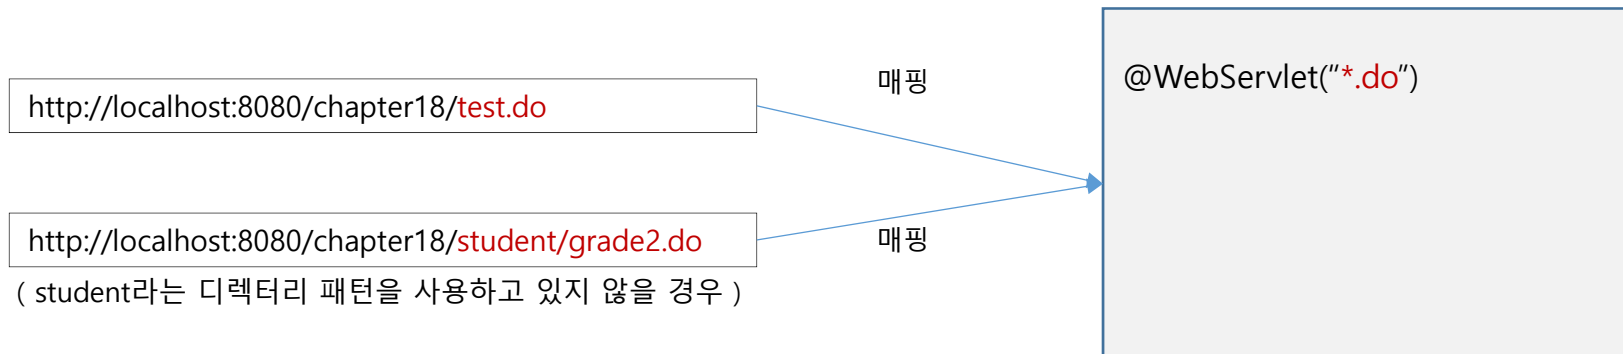 매핑
@WebServlet("*.do")
http://localhost:8080/chapter18/test.do
http://localhost:8080/chapter18/student/grade2.do
매핑
( student라는 디렉터리 패턴을 사용하고 있지 않을 경우 )